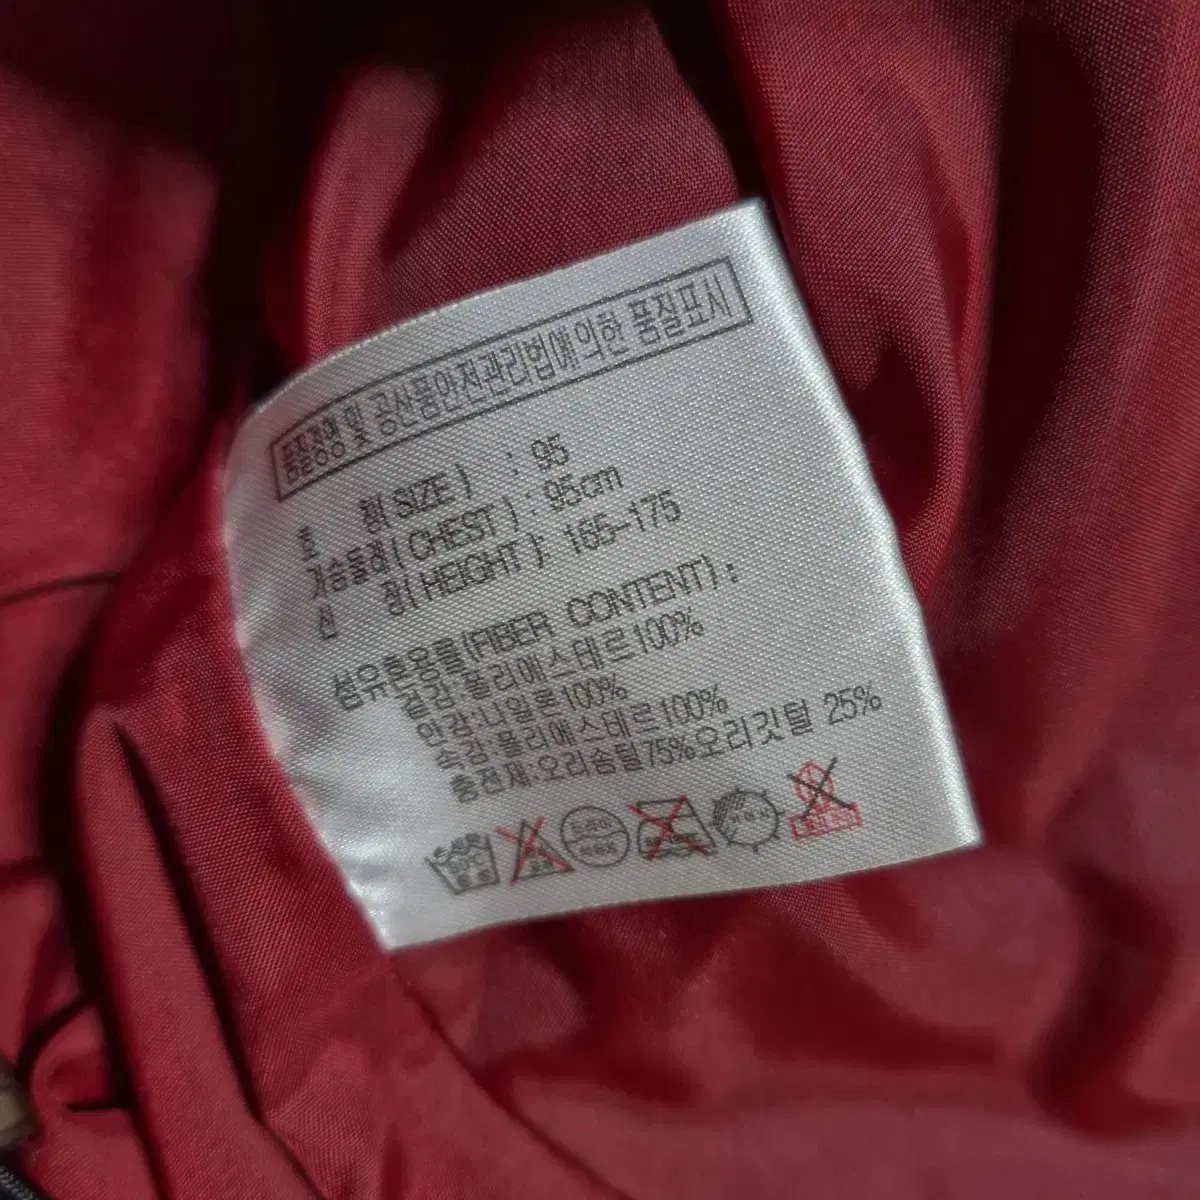 품질경영 및 공산품안전관리법에의한 품질표시
호 칭( SIZE ) : 95
가슴둘레( CHEST ) : 95cm
신 장( HEIGHT ): 165-175
섬유혼용률(FIBER CONTENT) :
겉감:폴리에스테르100%
안감:나일론100%
속감:폴리에스테르100%
충전재:오리솜털75%오리깃털 25%